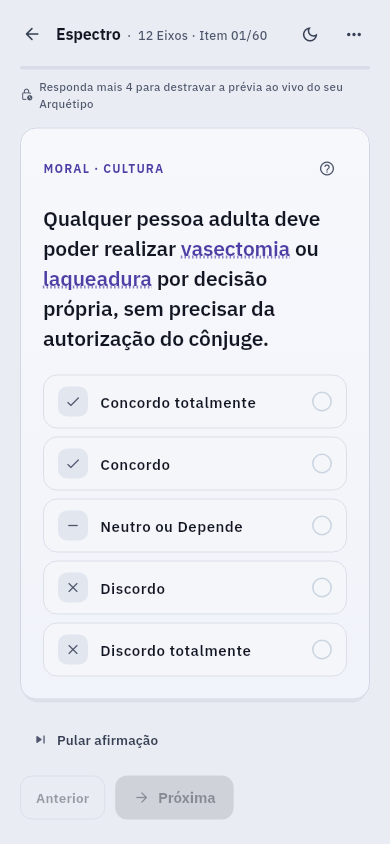 Espectro · 12 Eixos · Item 01/60
Responda mais 4 para destravar a prévia ao vivo do seu
Arquétipo
MORAL · CULTURA
Qualquer pessoa adulta deve
poder realizar vasectomia ou
laqueadura por decisão
própria, sem precisar da
autorização do cônjuge.
Concordo totalmente
Concordo
Neutro ou Depende
Discordo
Discordo totalmente
Pular afirmação
Anterior
Próxima